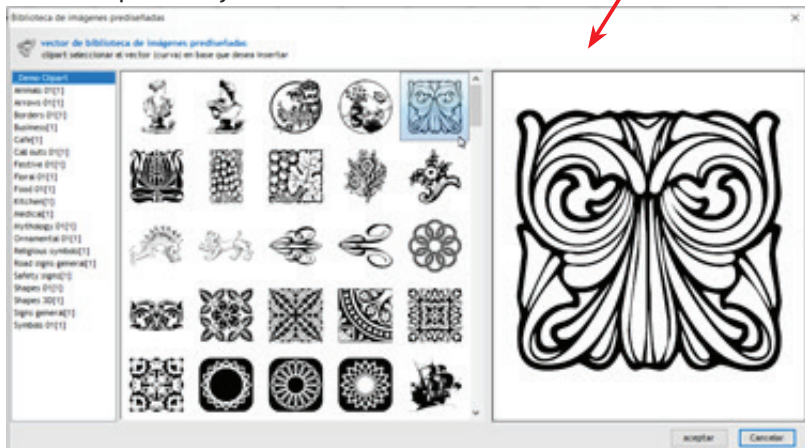 Biblioteca de imágenes prediseñadas
vector de biblioteca de imágenes prediseñadas
clipart seleccionar el vector (curva) en base que desea insertar
_Demo Clipart
Animals 01[1]
Arrows 01[1]
Borders 01[1]
Business[1]
Cafe[1]
Call outs 01[1]
Festive 01[1]
Floral 01[1]
Food 01[1]
Kitchen[1]
medical[1]
mythology 01[1]
Ornamental 01[1]
Religious symbols[1]
Road signs general[1]
Safety signs[1]
Shapes 01[1]
Shapes 3D[1]
Signs general[1]
Symbols 01[1]
aceptar
Cancelar